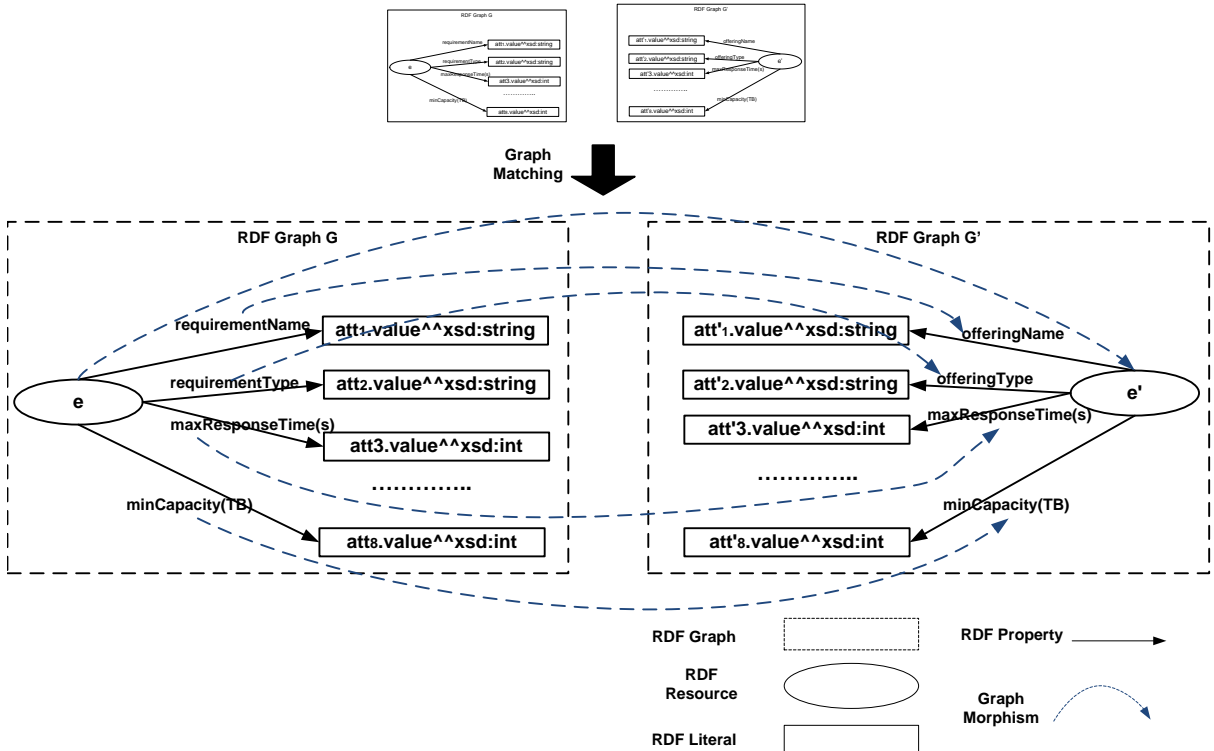 RDF Graph G
requirementName
att1.value^^xsd:string
requirementType
att2.value^^xsd:string
e
maxResponseTime(s)
att3.value^^xsd:int
…………..
minCapacity(TB)
att8.value^^xsd:int
RDF Graph G'
att'1.value^^xsd:string
offeringName
att'2.value^^xsd:string
offeringType
e'
att'3.value^^xsd:int
maxResponseTime(s)
…………..
minCapacity(TB)
att'8.value^^xsd:int
Graph
Matching
RDF Graph G
requirementName
att1.value^^xsd:string
requirementType
att2.value^^xsd:string
e
maxResponseTime(s)
att3.value^^xsd:int
…………..
minCapacity(TB)
att8.value^^xsd:int
RDF Graph G‘
att'1.value^^xsd:string
offeringName
att'2.value^^xsd:string
offeringType
e'
maxResponseTime(s)
att'3.value^^xsd:int
…………..
minCapacity(TB)
att'8.value^^xsd:int
RDF Graph
RDF Property
RDF
Resource
Graph
Morphism
RDF Literal